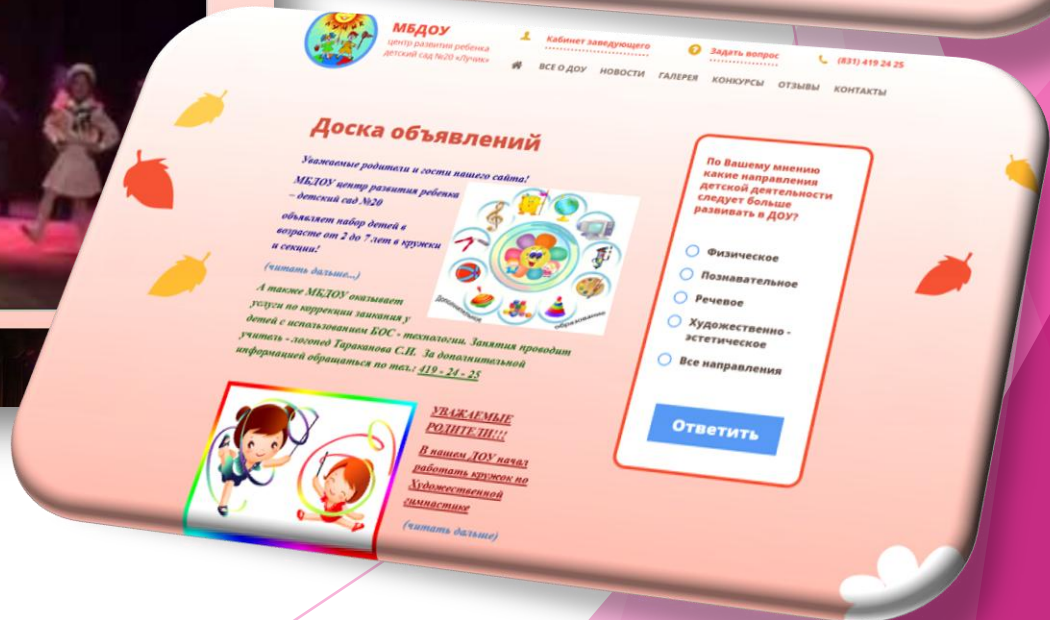 МБДОУ
центр развития ребенка
детский сад №20 «Лучик»
Кабинет заведующего
Задать вопрос
(831) 419 24 25
ВСЕ О ДОУ НОВОСТИ ГАЛЕРЕЯ КОНКУРСЫ ОТЗЫВЫ КОНТАКТЫ
Доска объявлений
Уважаемые родители и гости нашего сайта!
МБДОУ центр развития ребенка
– детский сад №20
объявляет набор детей в
возрасте от 2 до 7 лет в кружки
и секции!
(читать дальше...)
Дополнительное образование
А также МБДОУ оказывает
услуги по коррекции заикания у
детей с использованием БОС - технологии. Занятия проводит
учитель - логопед Тараканова С.И. За дополнительной
информацией обращаться по тел.: 419 - 24 - 25
УВАЖАЕМЫЕ
РОДИТЕЛИ!!!
В нашем ДОУ начал
работать кружок по
Художественной
гимнастике
(читать дальше)
По Вашему мнению
какие направления
детской деятельности
следует больше
развивать в ДОУ?
Физическое
Познавательное
Речевое
Художественно -
эстетическое
Все направления
Ответить